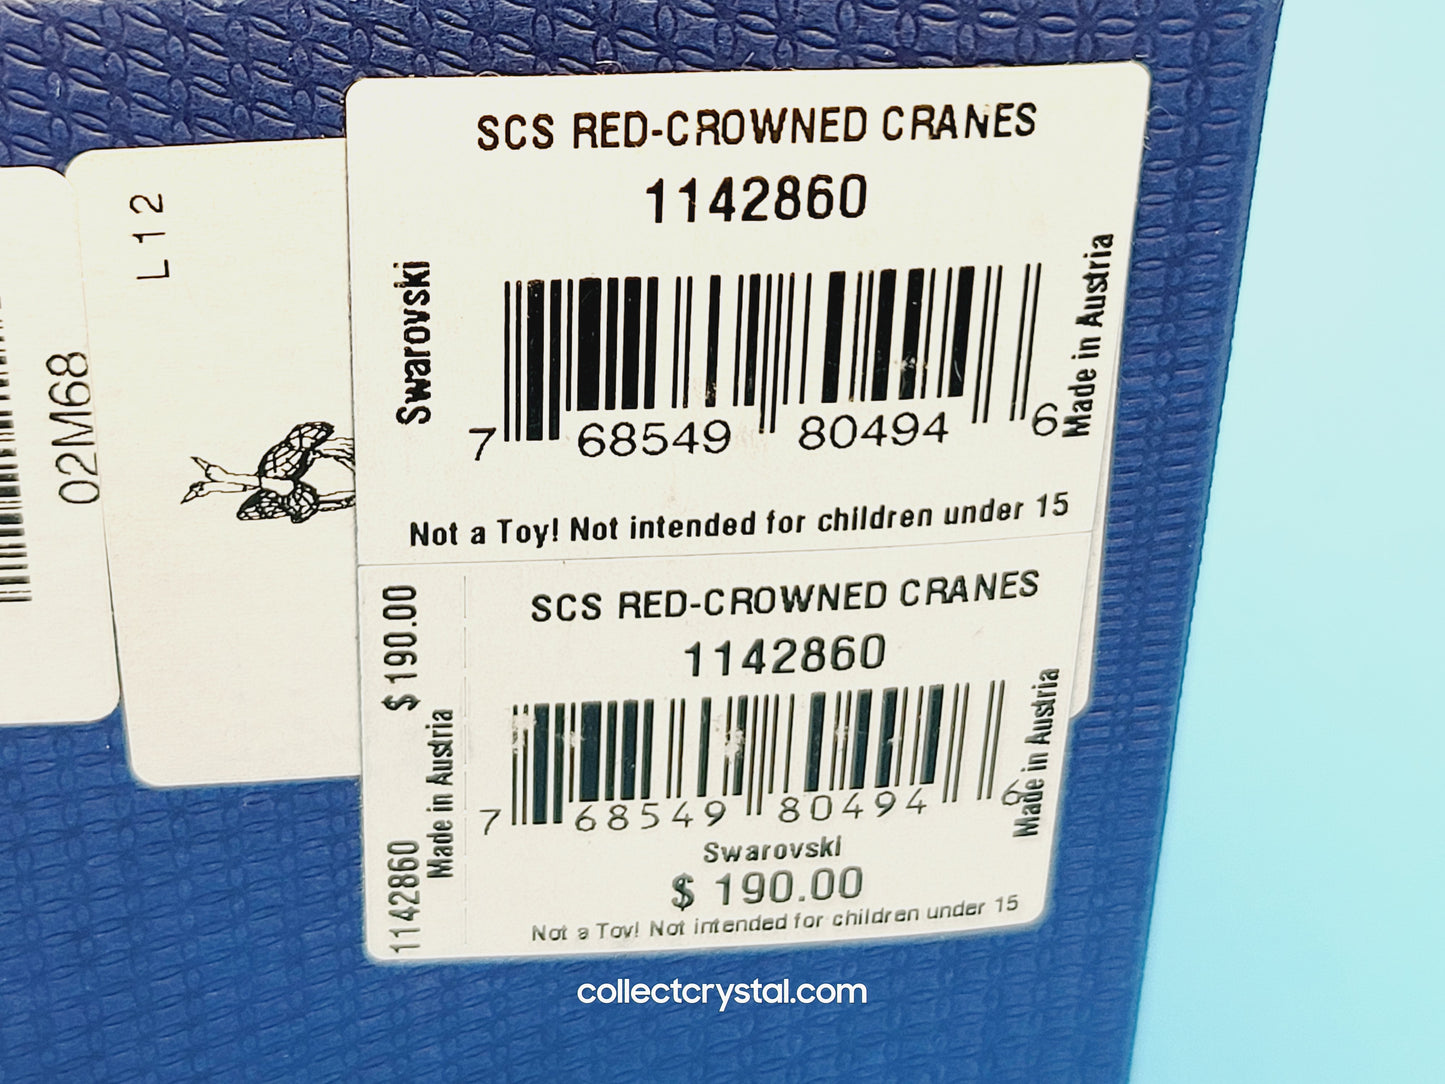 SCS RED-CROWNED CRANES
1142860
Swarovski
Made in Austria
7 68549 80494 6
Not a Toy! Not intended for children under 15
L12
02M68
SCS RED-CROWNED CRANES
1142860
$190.00
1142860
Made in Austria
7 68549 80494 6
Made in Austria
Swarovski
$ 190.00
Not a Toy! Not intended for children under 15
collectcrystal.com